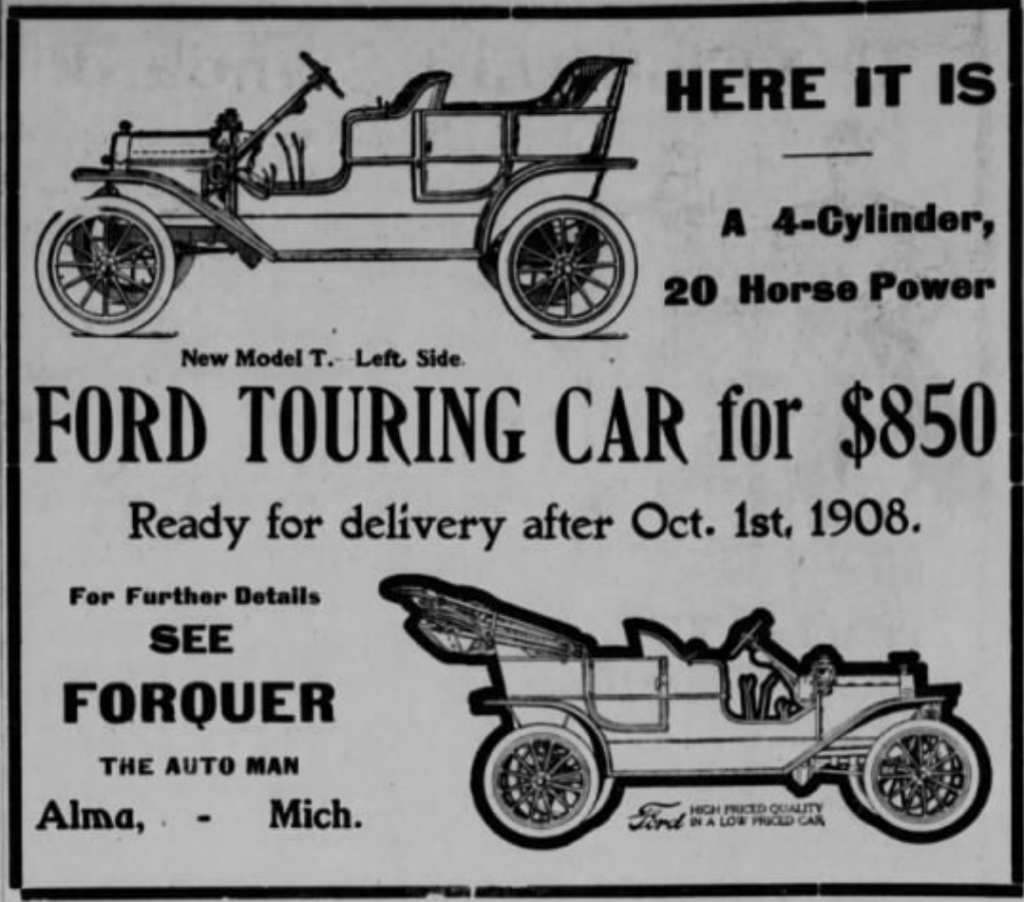 HERE IT IS
A 4-Cylinder,
20 Horse Power
New Model T.- Left Side.
FORD TOURING CAR for $850
Ready for delivery after Oct. 1st, 1908.
For Further Details
SEE
FORQUER
THE AUTO MAN
Alma, - Mich.
Ford HIGH PRICED QUALITY
IN A LOW PRICED CAR